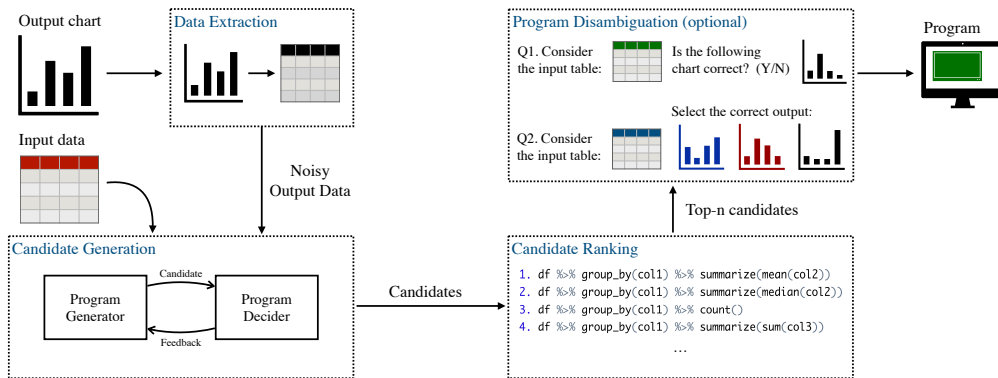 Output chart
Data Extraction
Program Disambiguation (optional)
Program
Q1. Consider
the input table:
Is the following
chart correct? (Y/N)
Select the correct output:
Q2. Consider
the input table:
Input data
Noisy
Output Data
Top-n candidates
Candidate Generation
Program
Generator
Candidate
Program
Decider
Feedback
Candidates
Candidate Ranking
1. df %>% group_by(col1) %>% summarize(mean(col2))
2. df %>% group_by(col1) %>% summarize(median(col2))
3. df %>% group_by(col1) %>% count()
4. df %>% group_by(col1) %>% summarize(sum(col3))
...